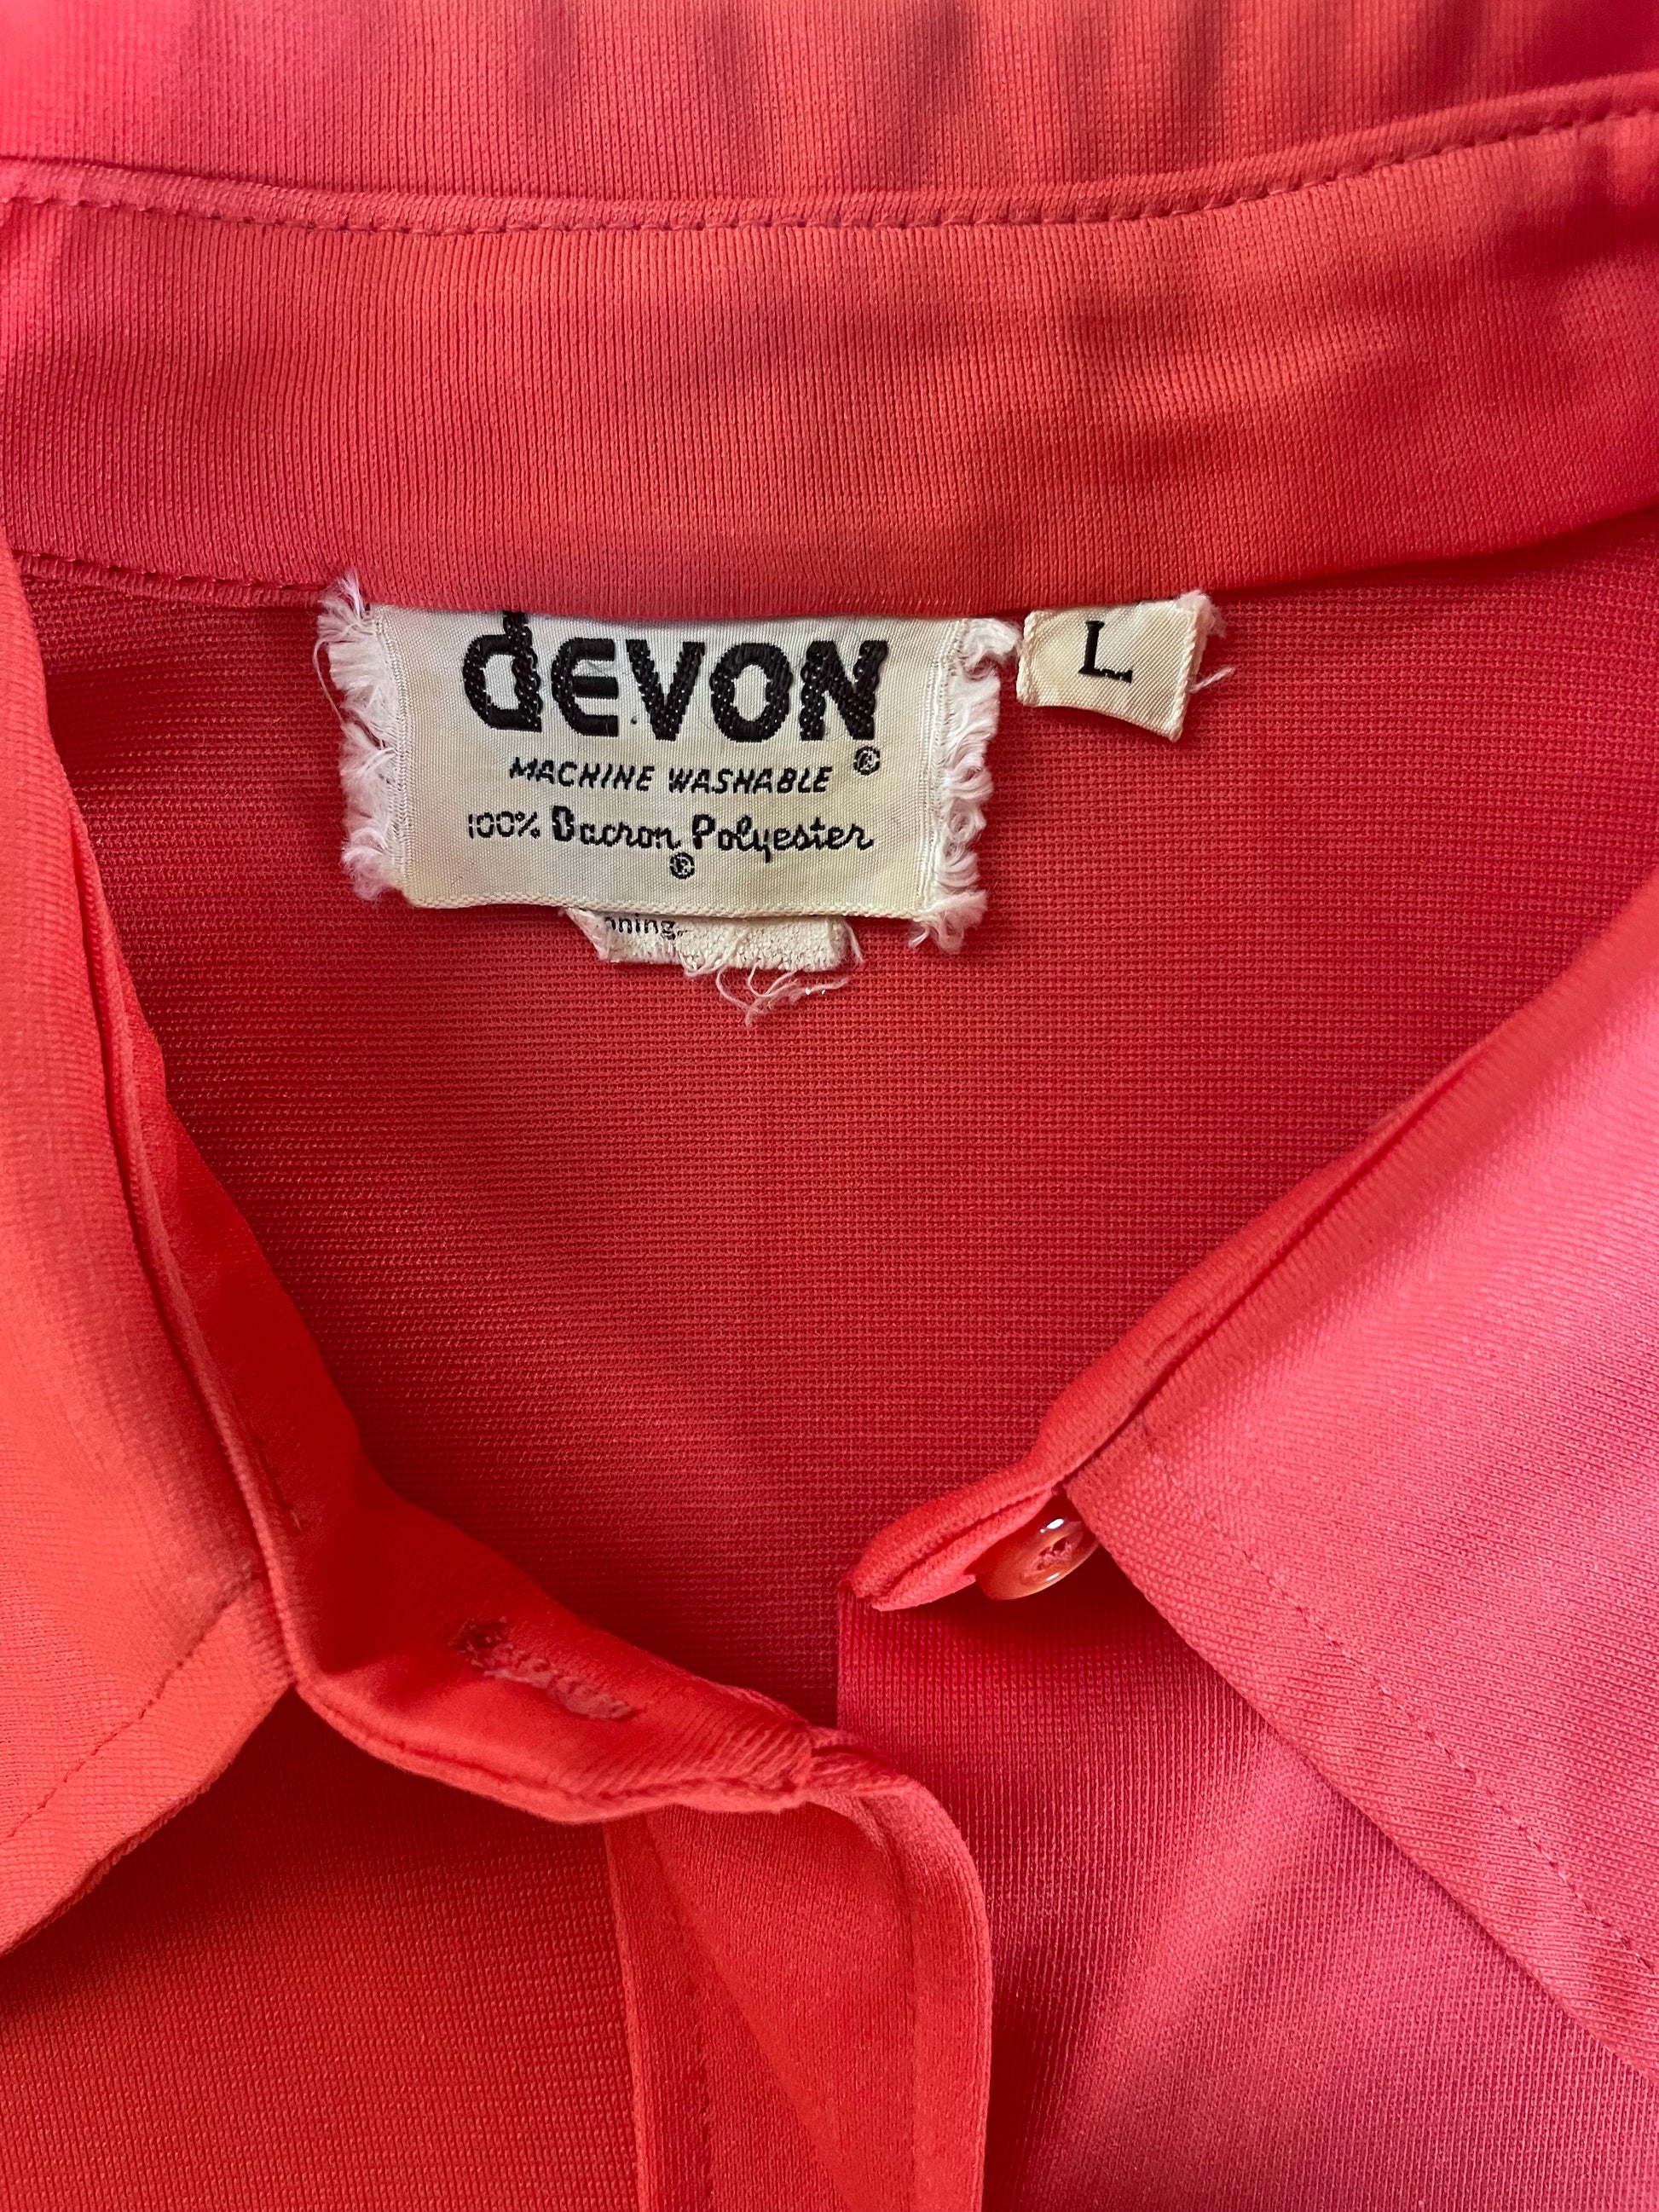 dEVON
®
MACHINE WASHABLE
100% Dacron Polyester
®
L